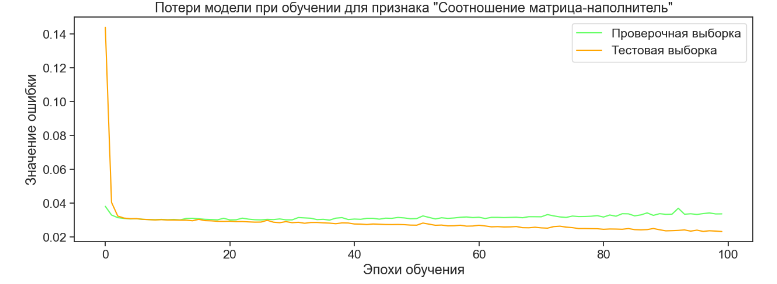 Потери модели при обучении для признака "Соотношение матрица-наполнитель"
Проверочная выборка
Тестовая выборка
Значение ошибки
0.14
0.12
0.10
0.08
0.06
0.04
0.02
0 20 40 60 80 100
Эпохи обучения